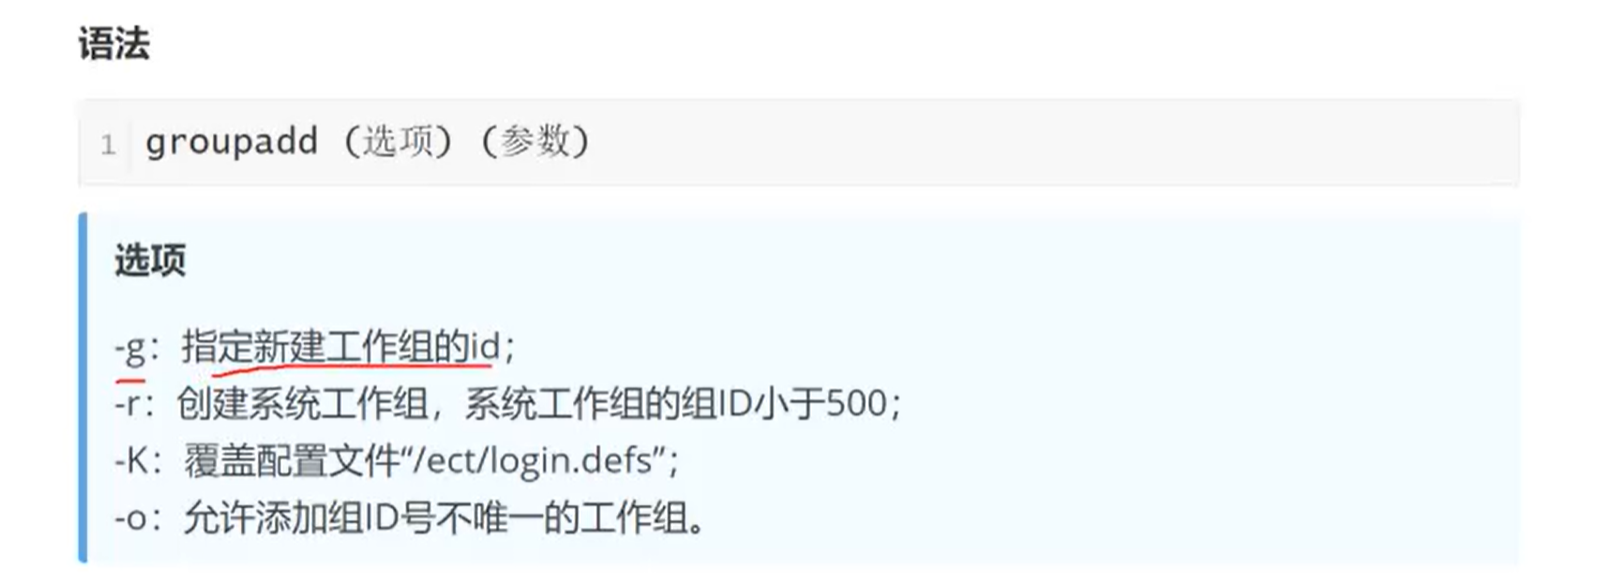 语法
1 groupadd (选项) (参数)
选项
-g：指定新建工作组的id；
-r：创建系统工作组，系统工作组的组ID小于500；
-K：覆盖配置文件“/ect/login.defs”；
-o：允许添加组ID号不唯一的工作组。